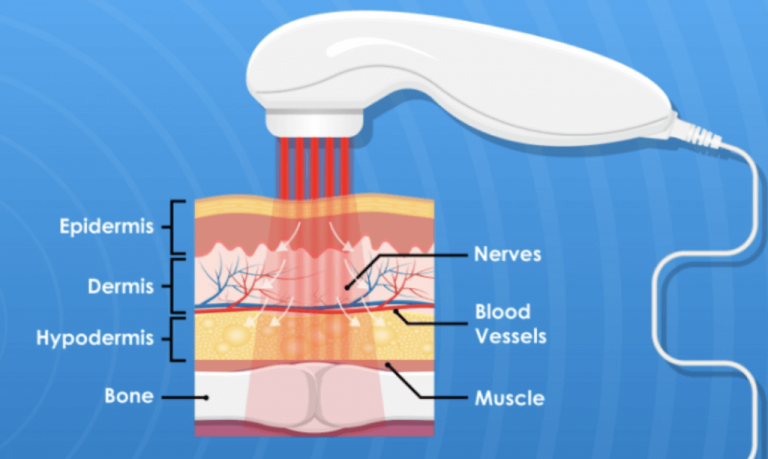 Epidermis
Dermis
Hypodermis
Bone
Nerves
Blood
Vessels
Muscle